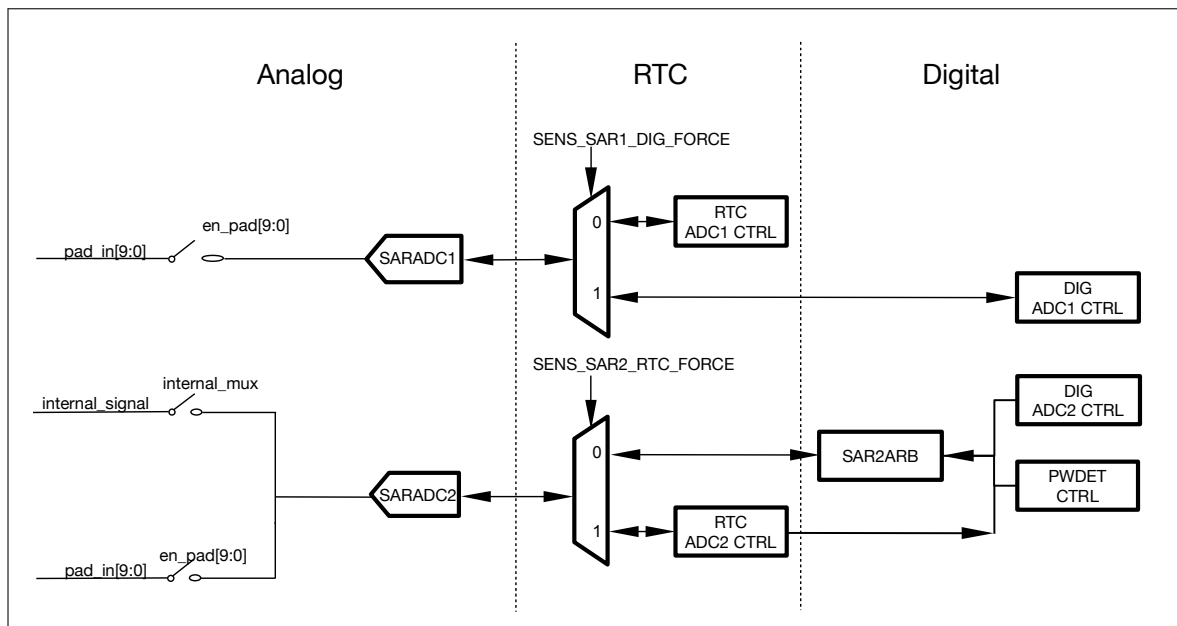 Analog
RTC
Digital
SENS_SAR1_DIG_FORCE
en_pad[9:0]
pad_in[9:0]
SARADC1
0
RTC
ADC1 CTRL
1
DIG
ADC1 CTRL
SENS_SAR2_RTC_FORCE
internal_mux
internal_signal
DIG
ADC2 CTRL
0
SAR2ARB
SARADC2
PWDET
CTRL
1
RTC
ADC2 CTRL
en_pad[9:0]
pad_in[9:0]